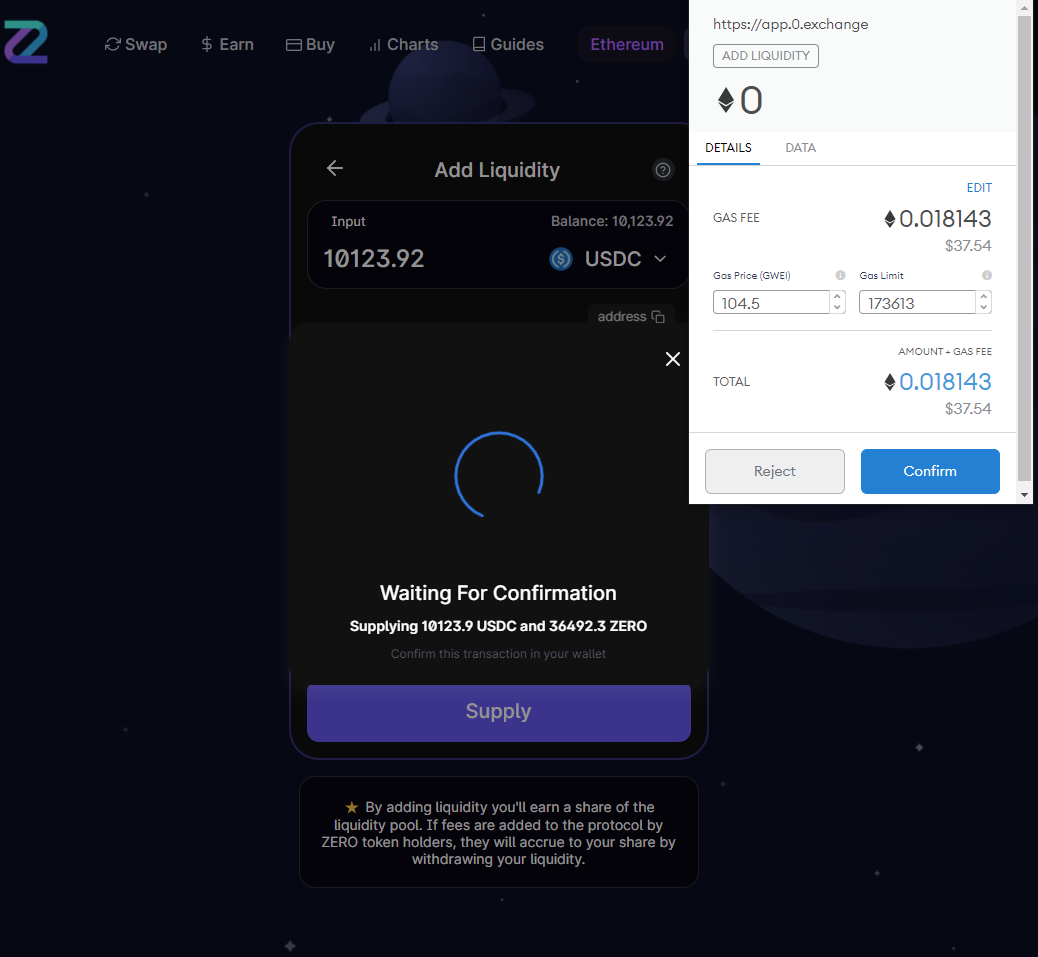 Swap
Earn
Buy
Charts
Guides
Ethereum
Add Liquidity
Input
Balance: 10,123.92
10123.92
USDC
address
Waiting For Confirmation
Supplying 10123.9 USDC and 36492.3 ZERO
Confirm this transaction in your wallet
Supply
By adding liquidity you'll earn a share of the
liquidity pool. If fees are added to the protocol by
ZERO token holders, they will accrue to your share by
withdrawing your liquidity.
https://app.0.exchange
ADD LIQUIDITY
0
DETAILS
DATA
EDIT
GAS FEE
0.018143
$37.54
Gas Price (GWEI)
Gas Limit
104.5
173613
AMOUNT + GAS FEE
TOTAL
0.018143
$37.54
Reject
Confirm